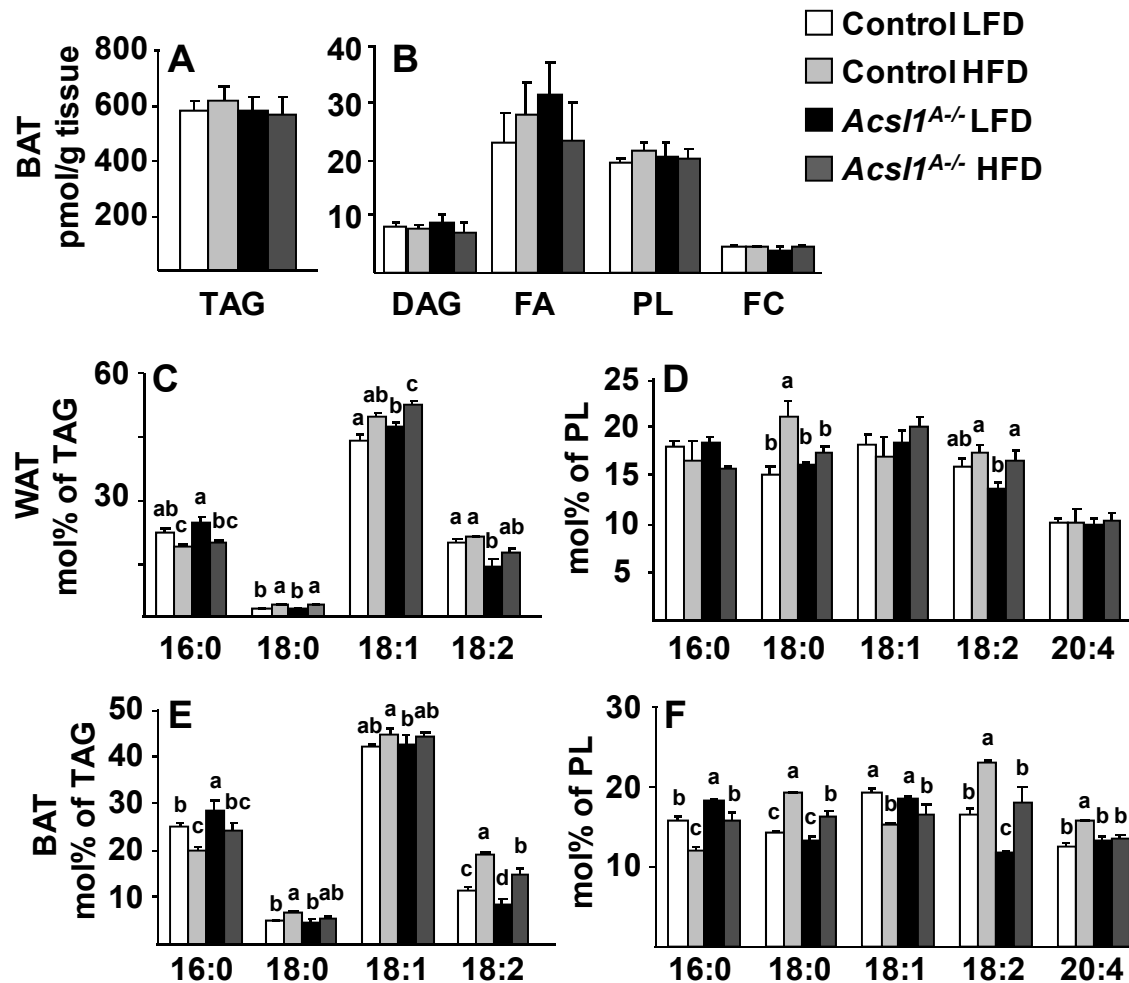 Control LFD
Control HFD
Acsl1A-/- LFD
Acsl1A-/- HFD
A
BAT
pmol/g tissue
800
600
400
200
TAG
B
40
30
20
10
DAG FA PL FC
C
WAT
mol% of TAG
60
30
ab c a bc
b a b a
a ab b c
a a b ab
16:0 18:0 18:1 18:2
D
mol% of PL
25
20
15
10
5
b a b b
ab a b a
16:0 18:0 18:1 18:2 20:4
E
BAT
mol% of TAG
50
40
30
20
10
b c a bc
b a b ab
ab a b ab
c a d b
16:0 18:0 18:1 18:2
F
mol% of PL
30
20
10
b c a b
c a c b
a b a b
b a c b
b a b b
16:0 18:0 18:1 18:2 20:4